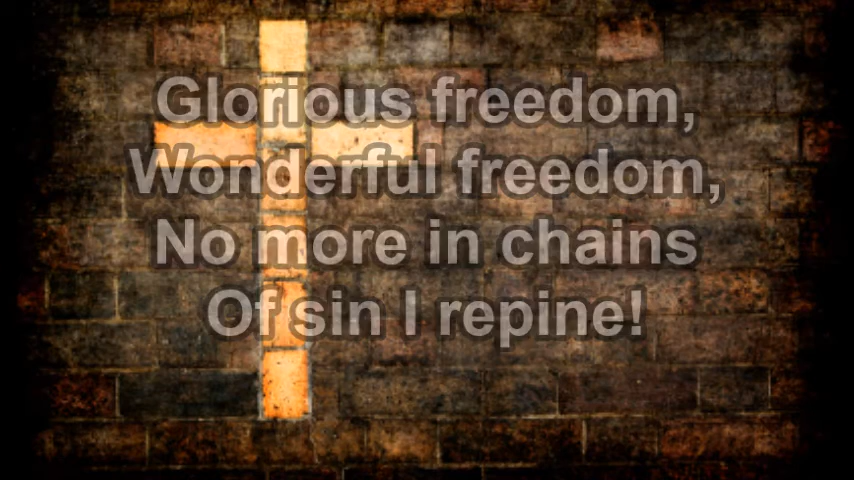 Glorious freedom,
Wonderful freedom,
No more in chains
Of sin I repine!